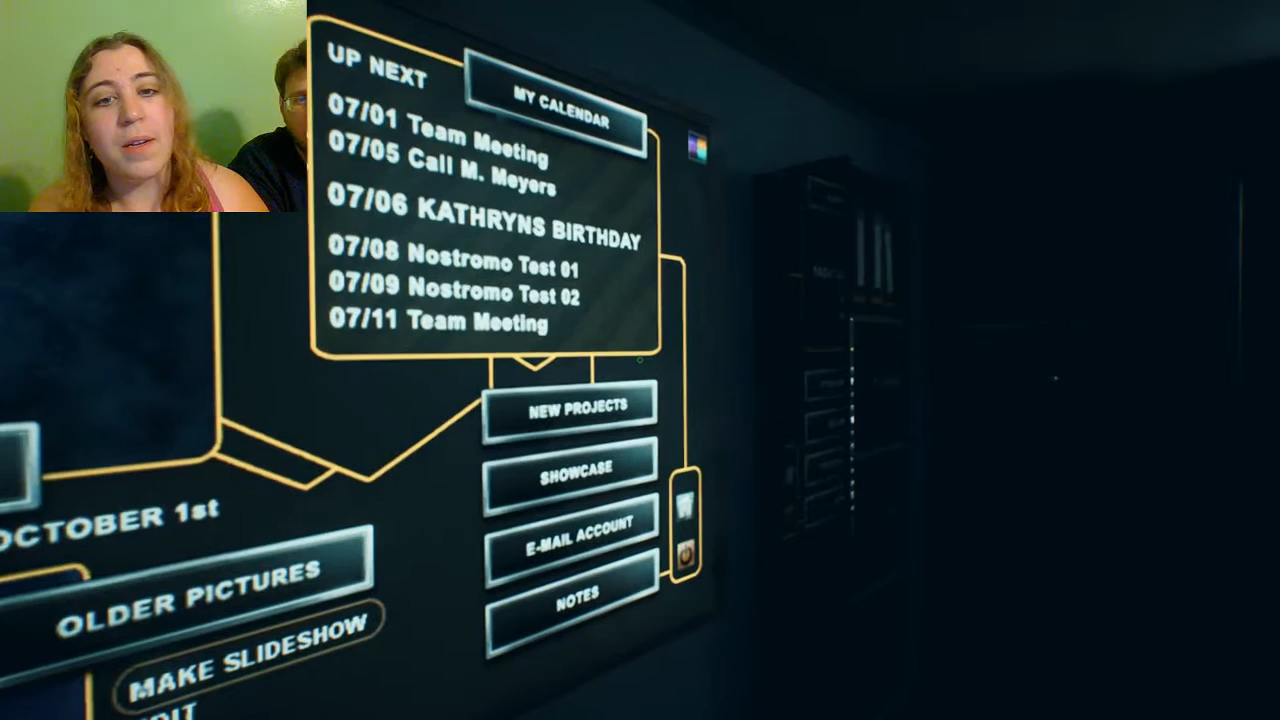 UP NEXT
MY CALENDAR
07/01 Team Meeting
07/05 Call M. Meyers
07/06 KATHRYNS BIRTHDAY
07/08 Nostromo Test 01
07/09 Nostromo Test 02
07/11 Team Meeting
NEW PROJECTS
SHOWCASE
E-MAIL ACCOUNT
NOTES
OCTOBER 1st
OLDER PICTURES
MAKE SLIDESHOW